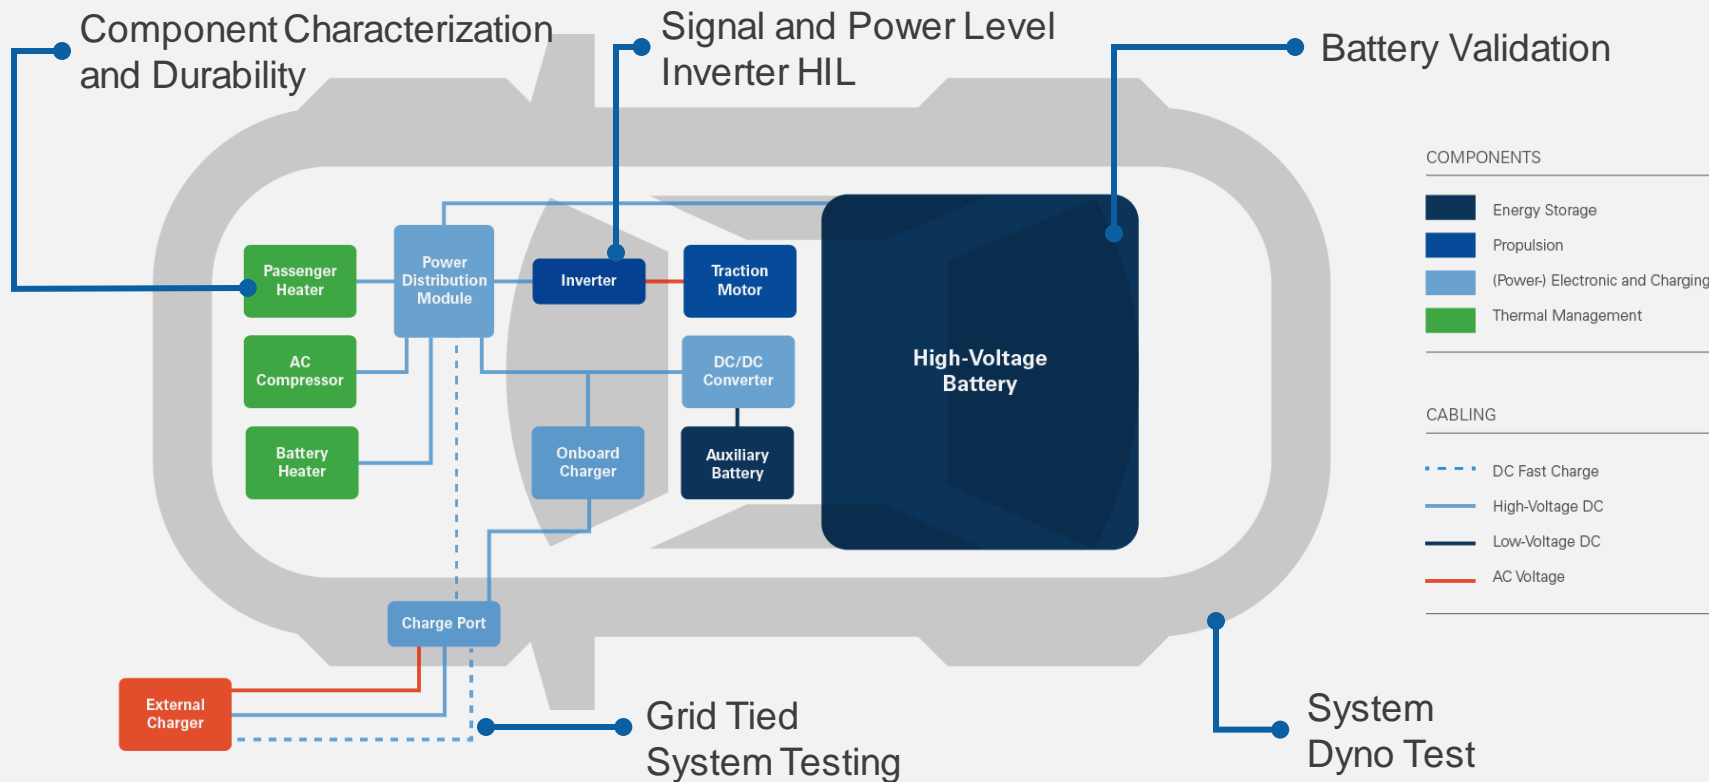 Component Characterization
and Durability
Signal and Power Level
Inverter HIL
Battery Validation
COMPONENTS
Energy Storage
Propulsion
(Power-) Electronic and Charging
Thermal Management
CABLING
DC Fast Charge
High-Voltage DC
Low-Voltage DC
AC Voltage
Passenger
Heater
Power
Distribution
Module
Inverter
Traction
Motor
AC
Compressor
DC/DC
Converter
High-Voltage
Battery
Battery
Heater
Onboard
Charger
Auxiliary
Battery
Charge Port
External
Charger
Grid Tied
System Testing
System
Dyno Test